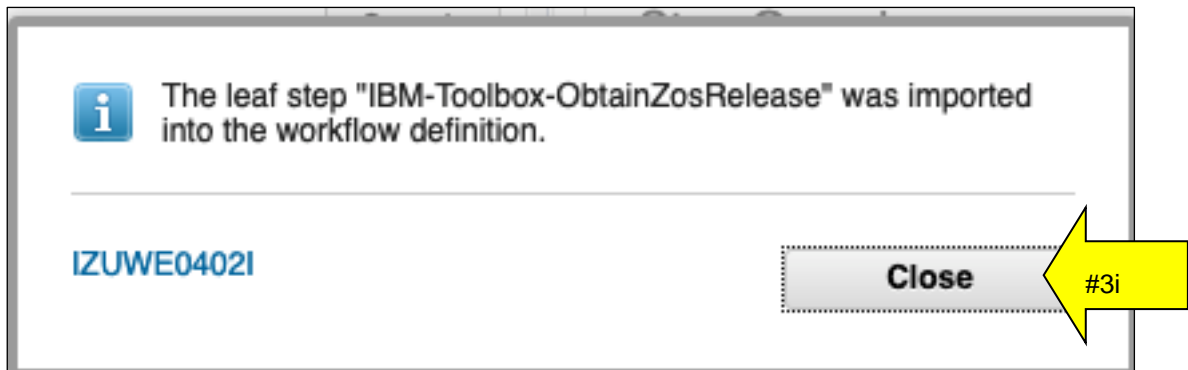 The leaf step "IBM-Toolbox-ObtainZosRelease" was imported
into the workflow definition.
IZUWE0402I
Close
#3i